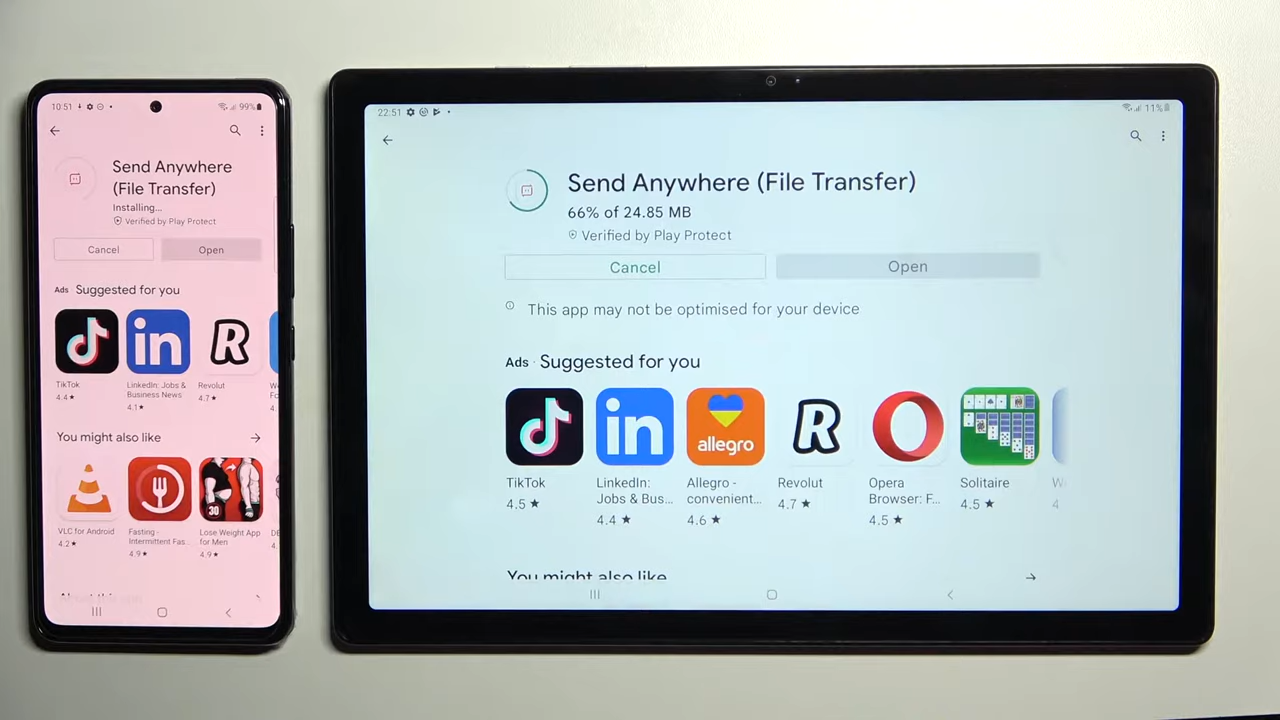 10:51
99%
Send Anywhere
(File Transfer)
Installing...
Verified by Play Protect
Cancel
Open
Ads Suggested for you
TikTok
4.4★
LinkedIn: Jobs &
Business News
4.1★
Revolut
4.7★
You might also like
30
VLC for Android
4.2★
Fasting -
Intermittent Fas...
4.9★
Lose Weight App
for Men
4.9★
22:51
11%
Send Anywhere (File Transfer)
66% of 24.85 MB
Verified by Play Protect
Cancel
Open
This app may not be optimised for your device
Ads · Suggested for you
in
allegro
R
TikTok
4.5 ★
LinkedIn:
Jobs & Bus...
4.4 ★
Allegro -
convenient...
4.6 ★
Revolut
4.7 ★
Opera
Browser: F...
4.5 ★
Solitaire
4.5 ★
You might also like